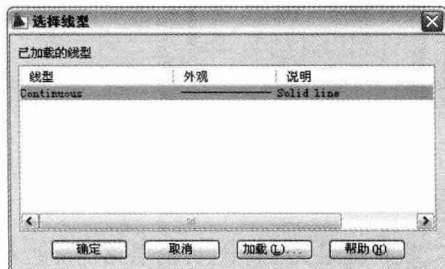 选择线型
已加载的线型
线型 外观 说明
Continuous Solid line
确定 取消 加载(L)... 帮助(H)